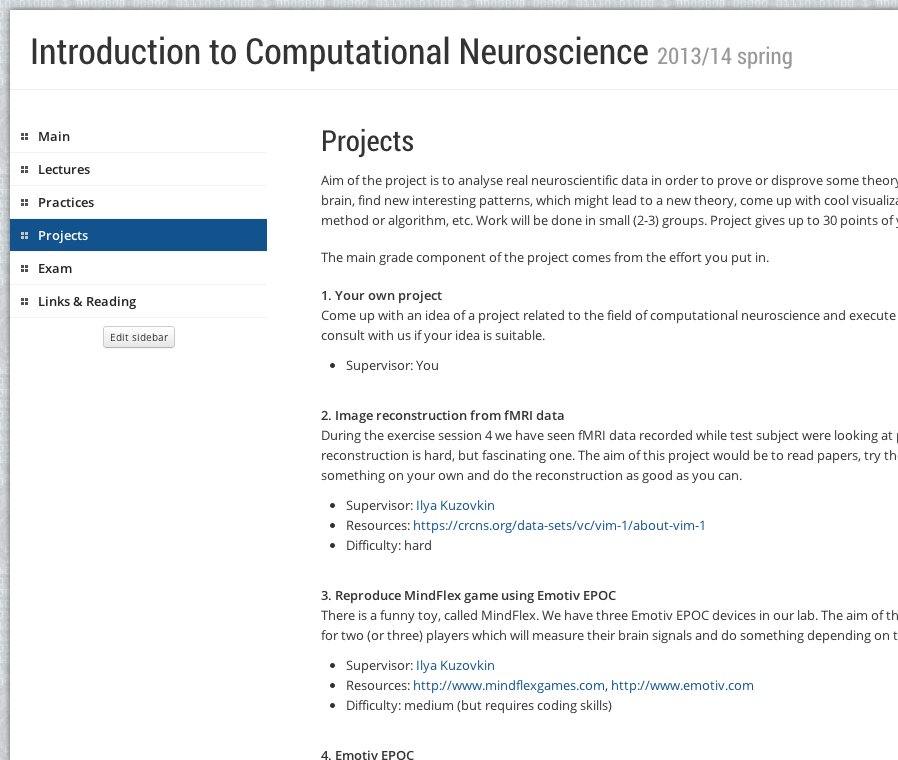 Introduction to Computational Neuroscience 2013/14 spring
Main
Lectures
Practices
Projects
Exam
Links & Reading
Edit sidebar
Projects
Aim of the project is to analyse real neuroscientific data in order to prove or disprove some theory
brain, find new interesting patterns, which might lead to a new theory, come up with cool
method or algorithm, etc. Work will be done in small (2-3) groups. Project gives up to 30 points of
The main grade component of the project comes from the effort you put in.
1. Your own project
Come up with an idea of a project related to the field of computational neuroscience and execute
consult with us if your idea is suitable.
• Supervisor: You
2. Image reconstruction from fMRI data
During the exercise session 4 we have seen fMRI data recorded while test subject were looking at
reconstruction is hard, but fascinating one. The aim of this project would be to read papers, try
something on your own and do the reconstruction as good as you can.
• Supervisor: Ilya Kuzovkin
• Resources: https://crcns.org/data-sets/vc/vim-1/about-vim-1
• Difficulty: hard
3. Reproduce MindFlex game using Emotiv EPOC
There is a funny toy, called MindFlex. We have three Emotiv EPOC devices in our lab. The aim of
for two (or three) players which will measure their brain signals and do something depending on
• Supervisor: Ilya Kuzovkin
• Resources: http://www.mindflexgames.com, http://www.emotiv.com
• Difficulty: medium (but requires coding skills)
4. Emotiv EPOC